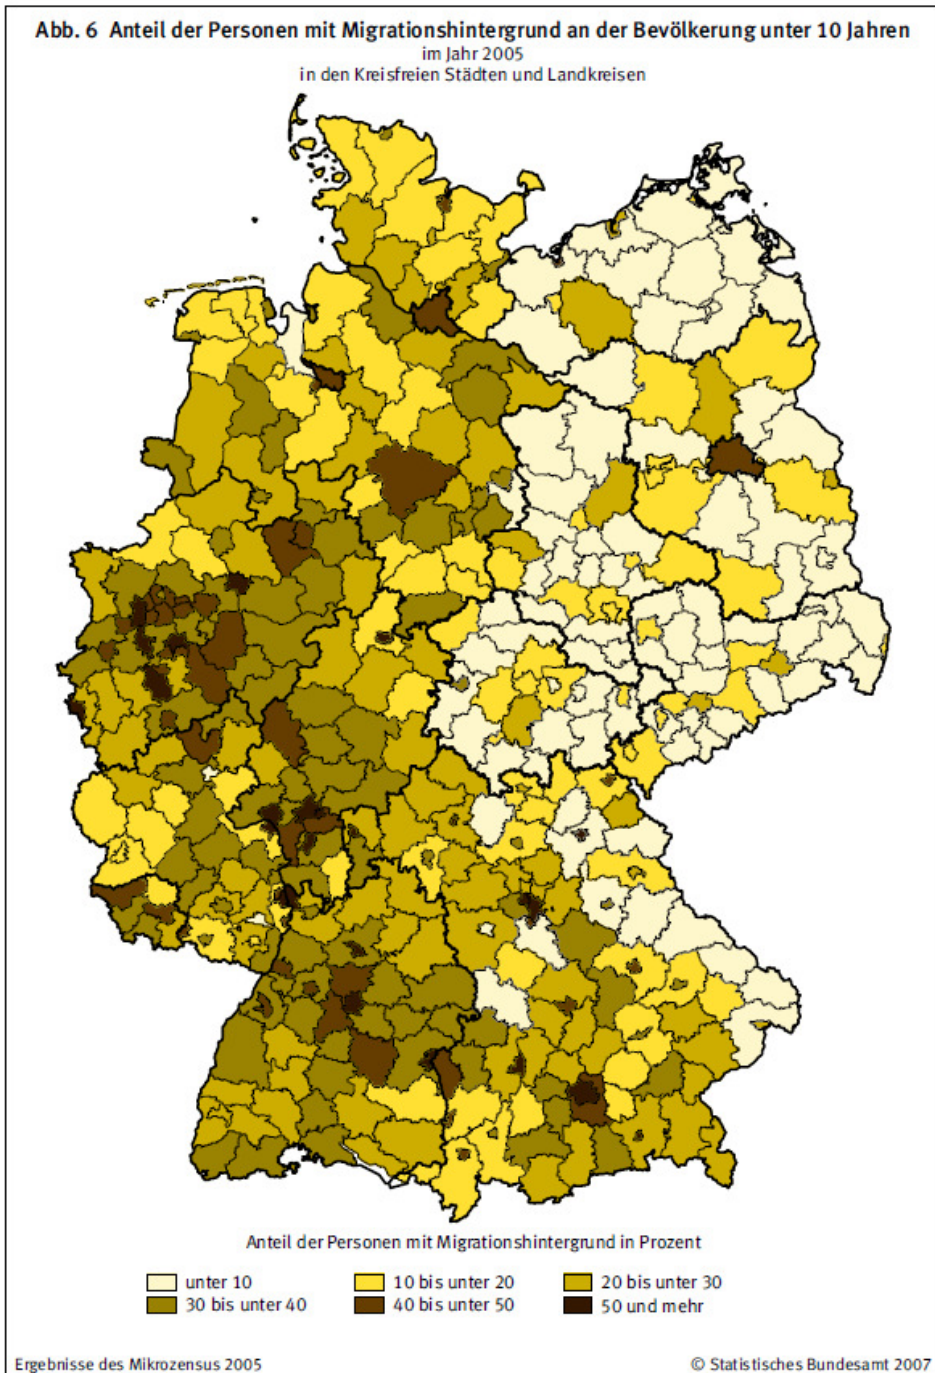 Abb. 6 Anteil der Personen mit Migrationshintergrund an der Bevölkerung unter 10 Jahren
im Jahr 2005
in den Kreisfreien Städten und Landkreisen
Anteil der Personen mit Migrationshintergrund in Prozent
unter 10
10 bis unter 20
20 bis unter 30
30 bis unter 40
40 bis unter 50
50 und mehr
Ergebnisse des Mikrozensus 2005
© Statistisches Bundesamt 2007